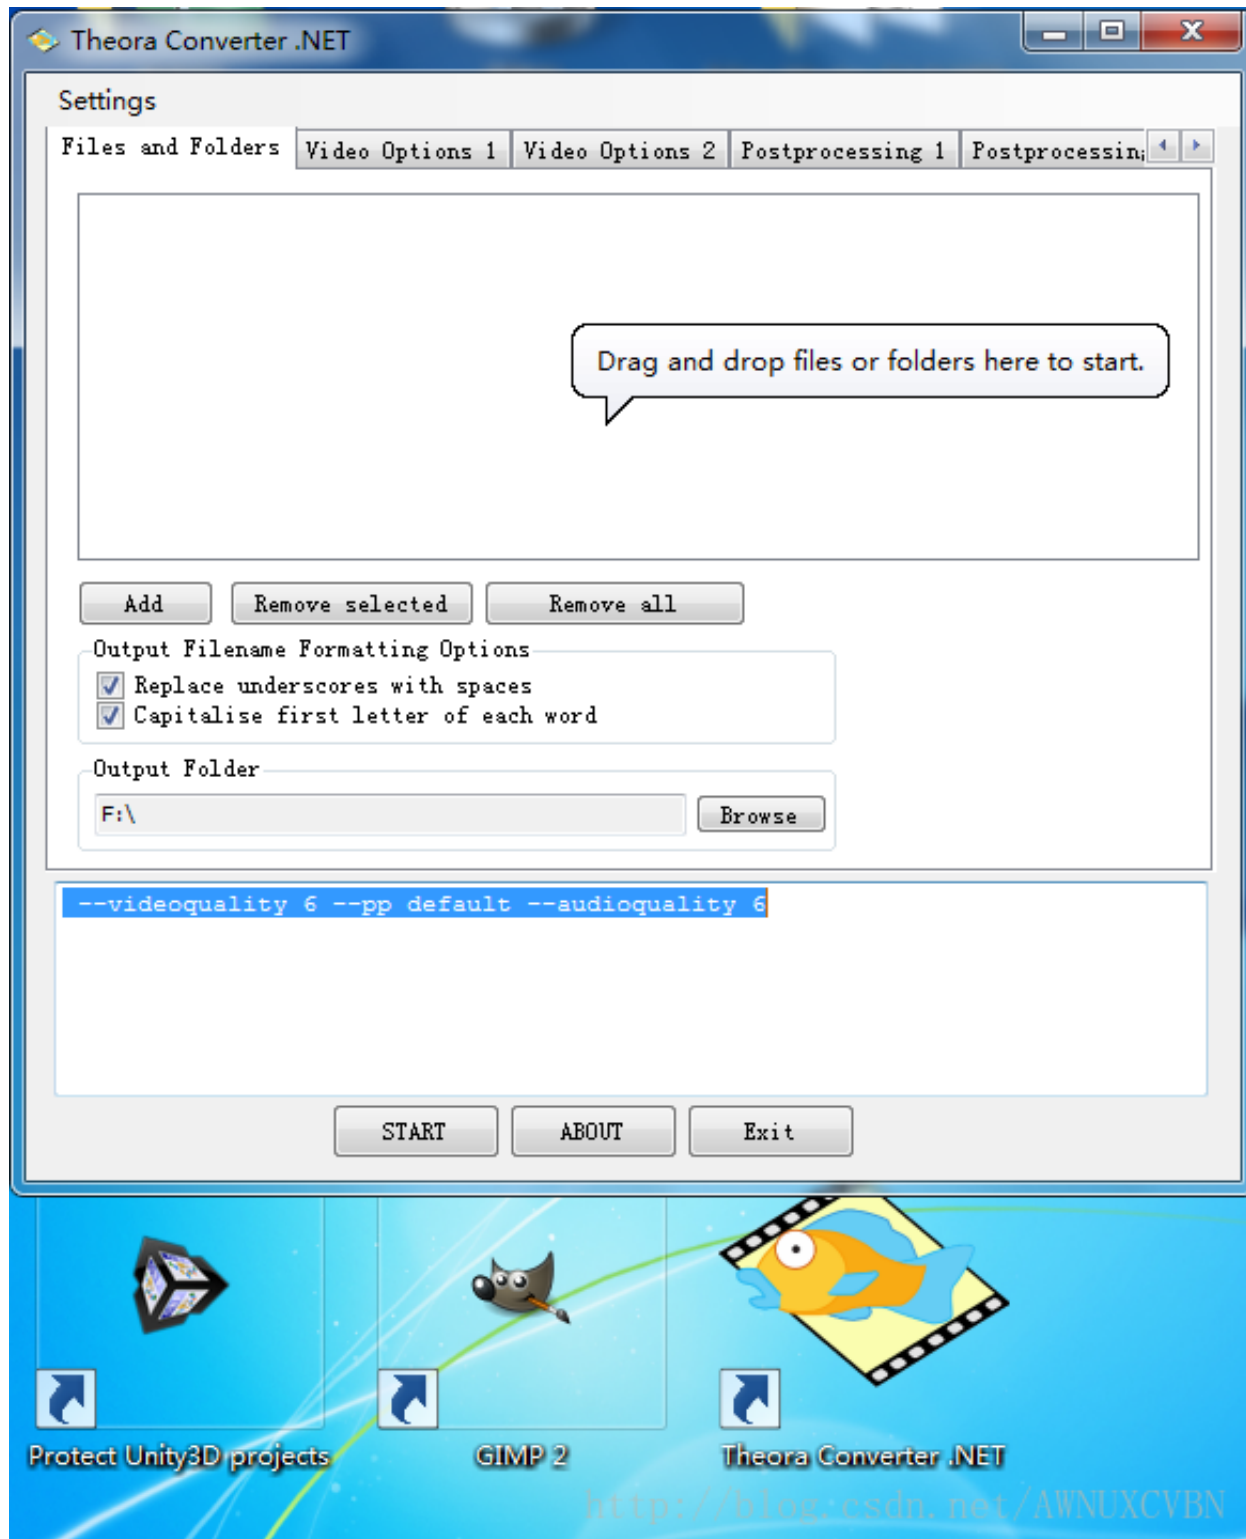 Theora Converter .NET
Settings
Files and Folders
Video Options 1
Video Options 2
Postprocessing 1
Postprocessing
Drag and drop files or folders here to start.
Add
Remove selected
Remove all
Output Filename Formatting Options
Replace underscores with spaces
Capitalise first letter of each word
Output Folder
F:\
Browse
--videoquality 6 --pp default --audioquality 6
START
ABOUT
Exit
Protect Unity3D projects
GIMP 2
Theora Converter .NET
http://blog.csdn.net/AWNUXCVBN